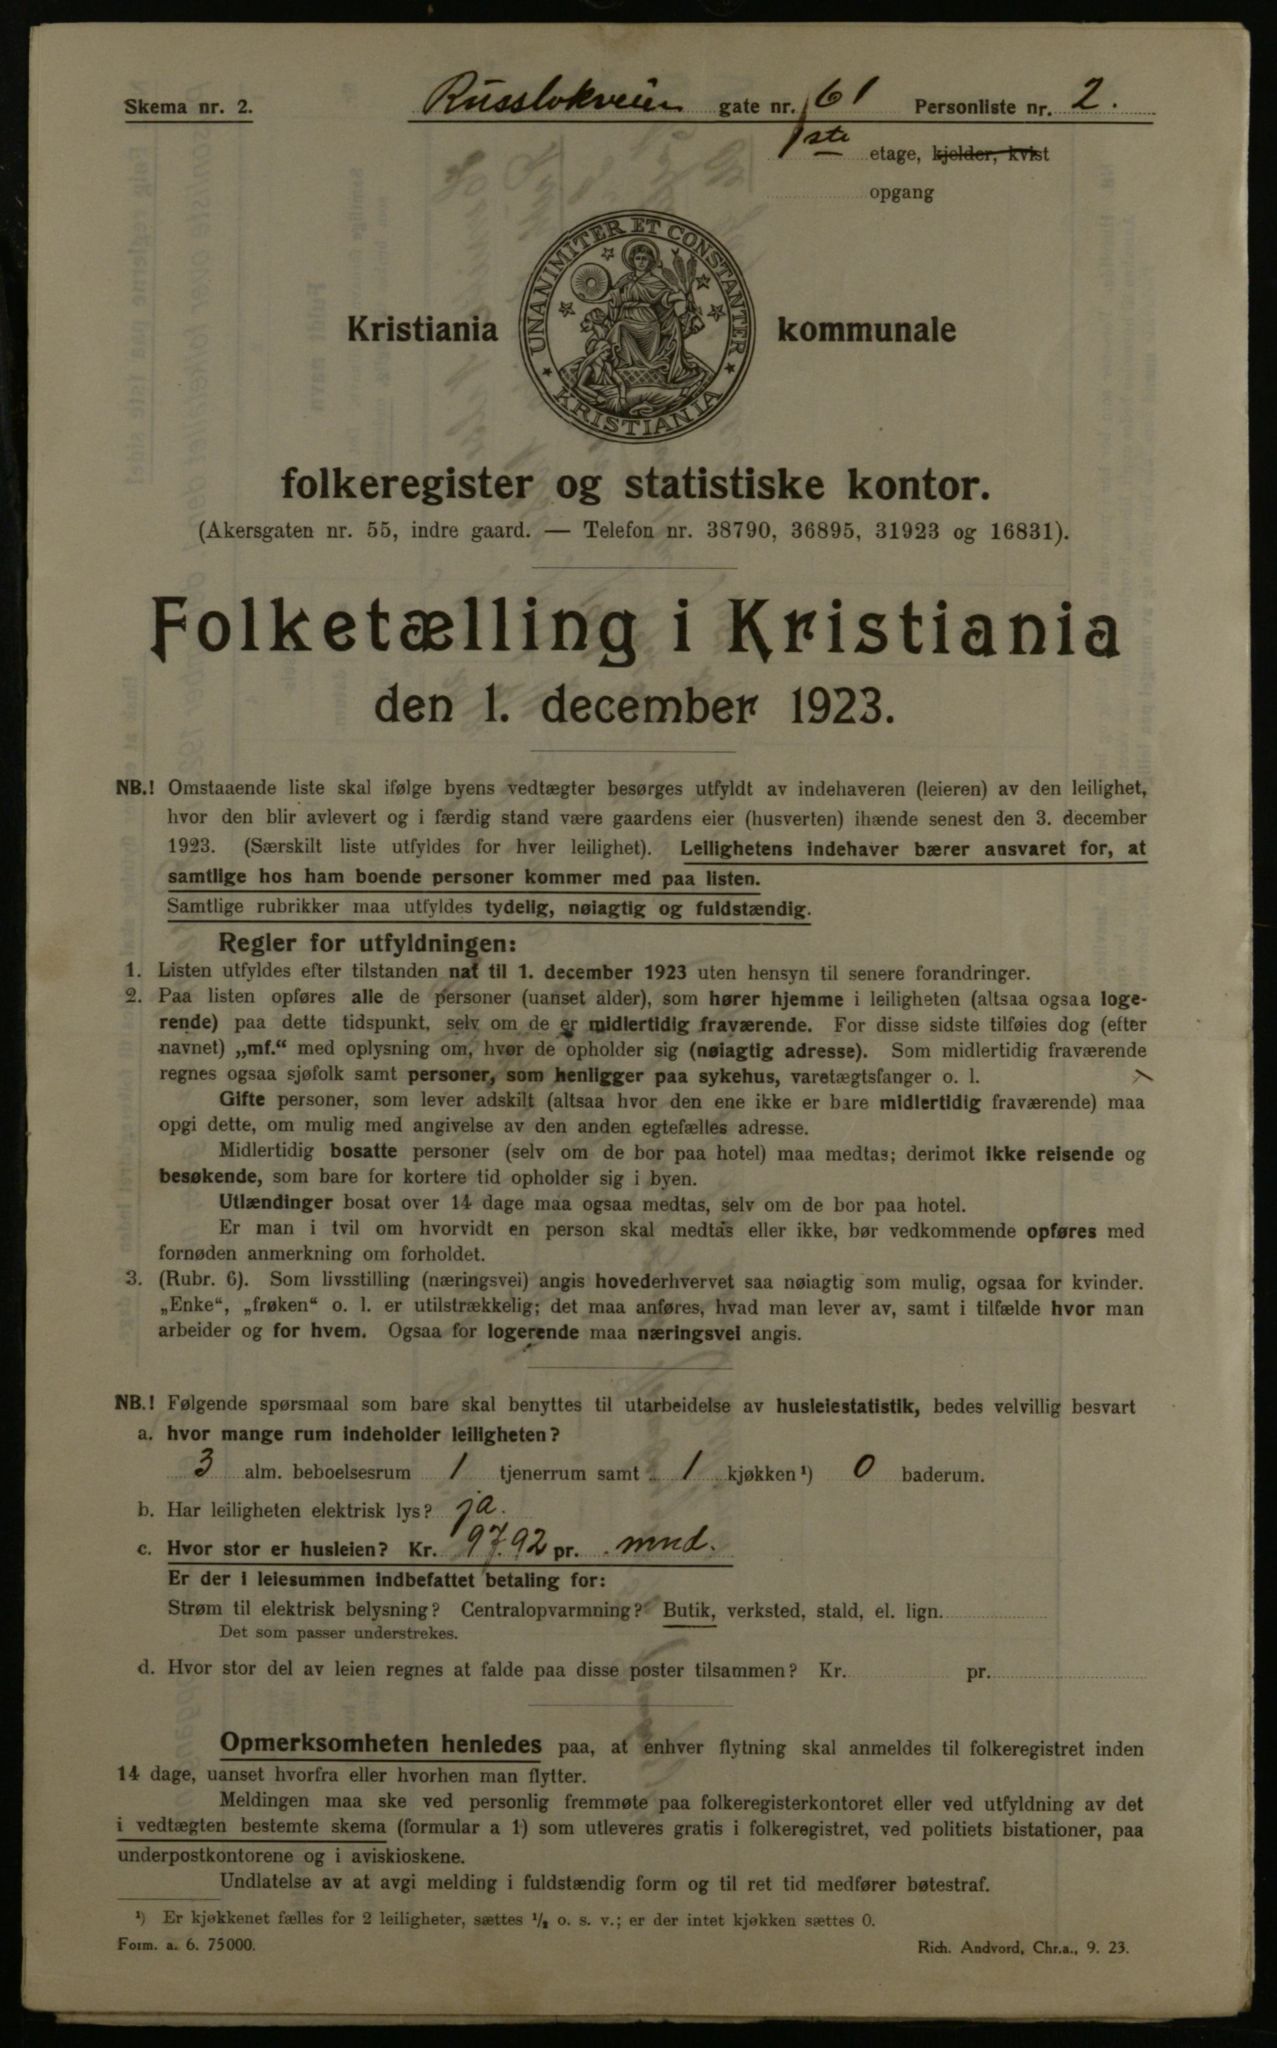 Skema nr. 2. Russløkveien gate nr. 61 Personliste nr. 2.
1ste etage, kjelder, kvist
opgang
UNANIMITER ET CONSTANTER
KRISTIANIA
Kristiania kommunale
folkeregister og statistiske kontor.
(Akersgaten nr. 55, indre gaard. — Telefon nr. 38790, 36895, 31923 og 16831).
Folketælling i Kristiania
den 1. december 1923.
NB.! Omstaaende liste skal ifølge byens vedtægter besørges utfyldt av indehaveren (leieren) av den leilighet,
hvor den blir avlevert og i færdig stand være gaardens eier (husverten) ihænde senest den 3. december
1923. (Særskilt liste utfyldes for hver leilighet). Leilighetens indehaver bærer ansvaret for, at
samtlige hos ham boende personer kommer med paa listen.
Samtlige rubrikker maa utfyldes tydelig, nøiagtig og fuldstændig.
Regler for utfyldningen:
1. Listen utfyldes efter tilstanden nat til 1. december 1923 uten hensyn til senere forandringer.
2. Paa listen opføres alle de personer (uanset alder), som hører hjemme i leiligheten (altsaa ogsaa loge-
rende) paa dette tidspunkt, selv om de er midlertidig fraværende. For disse sidste tilføies dog (efter
navnet) „mf.“ med oplysning om, hvor de opholder sig (nøiagtig adresse). Som midlertidig fraværende
regnes ogsaa sjøfolk samt personer, som henligger paa sykehus, varetægtsfanger o. l.
Gifte personer, som lever adskilt (altsaa hvor den ene ikke er bare midlertidig fraværende) maa
opgi dette, om mulig med angivelse av den anden egtefælles adresse.
Midlertidig bosatte personer (selv om de bor paa hotel) maa medtas; derimot ikke reisende og
besøkende, som bare for kortere tid opholder sig i byen.
Utlændinger bosat over 14 dage maa ogsaa medtas, selv om de bor paa hotel.
Er man i tvil om hvorvidt en person skal medtas eller ikke, bør vedkommende opføres med
fornøden anmerkning om forholdet.
3. (Rubr. 6). Som livsstilling (næringsvei) angis hovederhvervet saa nøiagtig som mulig, ogsaa for kvinder.
„Enke“, „frøken“ o. l. er utilstrækkelig; det maa anføres, hvad man lever av, samt i tilfælde hvor man
arbeider og for hvem. Ogsaa for logerende maa næringsvei angis.
NB.! Følgende spørsmaal som bare skal benyttes til utarbeidelse av husleiestatistik, bedes velvillig besvart
a. hvor mange rum indeholder leiligheten?
3 alm. beboelsesrum 1 tjenerrum samt 1 kjøkken¹) 0 baderum.
b. Har leiligheten elektrisk lys? ja.
c. Hvor stor er husleien? Kr. 97.92 pr. mnd.
Er der i leiesummen indbefattet betaling for:
Strøm til elektrisk belysning? Centralopvarmning? Butik, verksted, stald, el. lign.
Det som passer understrekes.
d. Hvor stor del av leien regnes at falde paa disse poster tilsammen? Kr. pr.
Opmerksomheten henledes paa, at enhver flytning skal anmeldes til folkeregistret inden
14 dage, uanset hvorfra eller hvorhen man flytter.
Meldingen maa ske ved personlig fremmøte paa folkeregisterkontoret eller ved utfyldning av det
i vedtægten bestemte skema (formular a 1) som utleveres gratis i folkeregistret, ved politiets bistationer, paa
underpostkontorene og i aviskioskene.
Undlatelse av at avgi melding i fuldstændig form og til ret tid medfører bøtestraf.
¹) Er kjøkkenet fælles for 2 leiligheter, sættes ½ o. s. v.; er der intet kjøkken sættes 0.
Form. a. 6. 75000. Rich. Andvord, Chr.a., 9. 23.